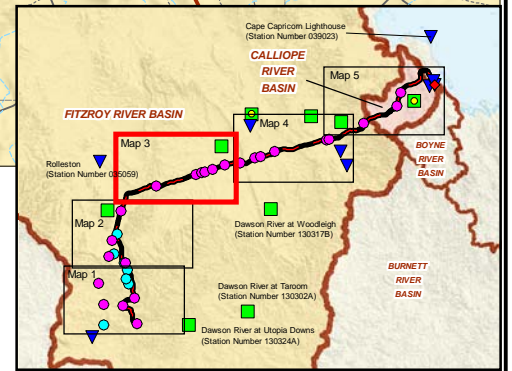 Cape Capricorn Lighthouse
(Station Number 039023)
CALLIOPE
RIVER
BASIN
Map 5
FITZROY RIVER BASIN
Map 4
Map 3
BOYNE
RIVER
BASIN
Rolleston
(Station Number 035059)
Map 2
Dawson River at Woodleigh
(Station Number 130317B)
Map 1
BURNETT
RIVER
BASIN
Dawson River at Taroom
(Station Number 130302A)
Dawson River at Utopia Downs
(Station Number 130324A)